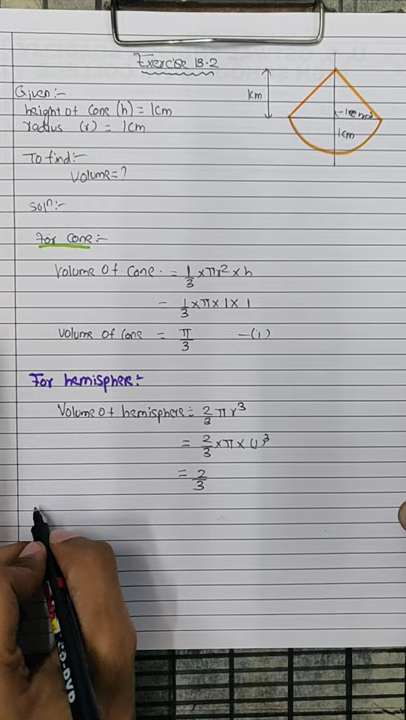 Exercise 13.2
Given:-
height of cone (h) = 1cm
radius (r) = 1cm
To find:-
Volume = ?
Soln:-
For cone:-
Volume of cone = 1/3 × πr² × h
= 1/3 × π × 1 × 1
Volume of cone = π/3 —(1)
For hemisphere:-
Volume of hemisphere = 2/3 πr³
= 2/3 × π × (1)³
= 2/3
1cm
1cm